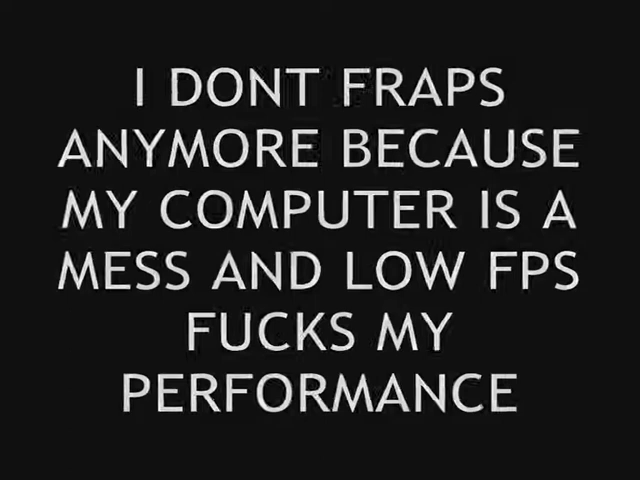 I DONT FRAPS
ANYMORE BECAUSE
MY COMPUTER IS A
MESS AND LOW FPS
FUCKS MY
PERFORMANCE